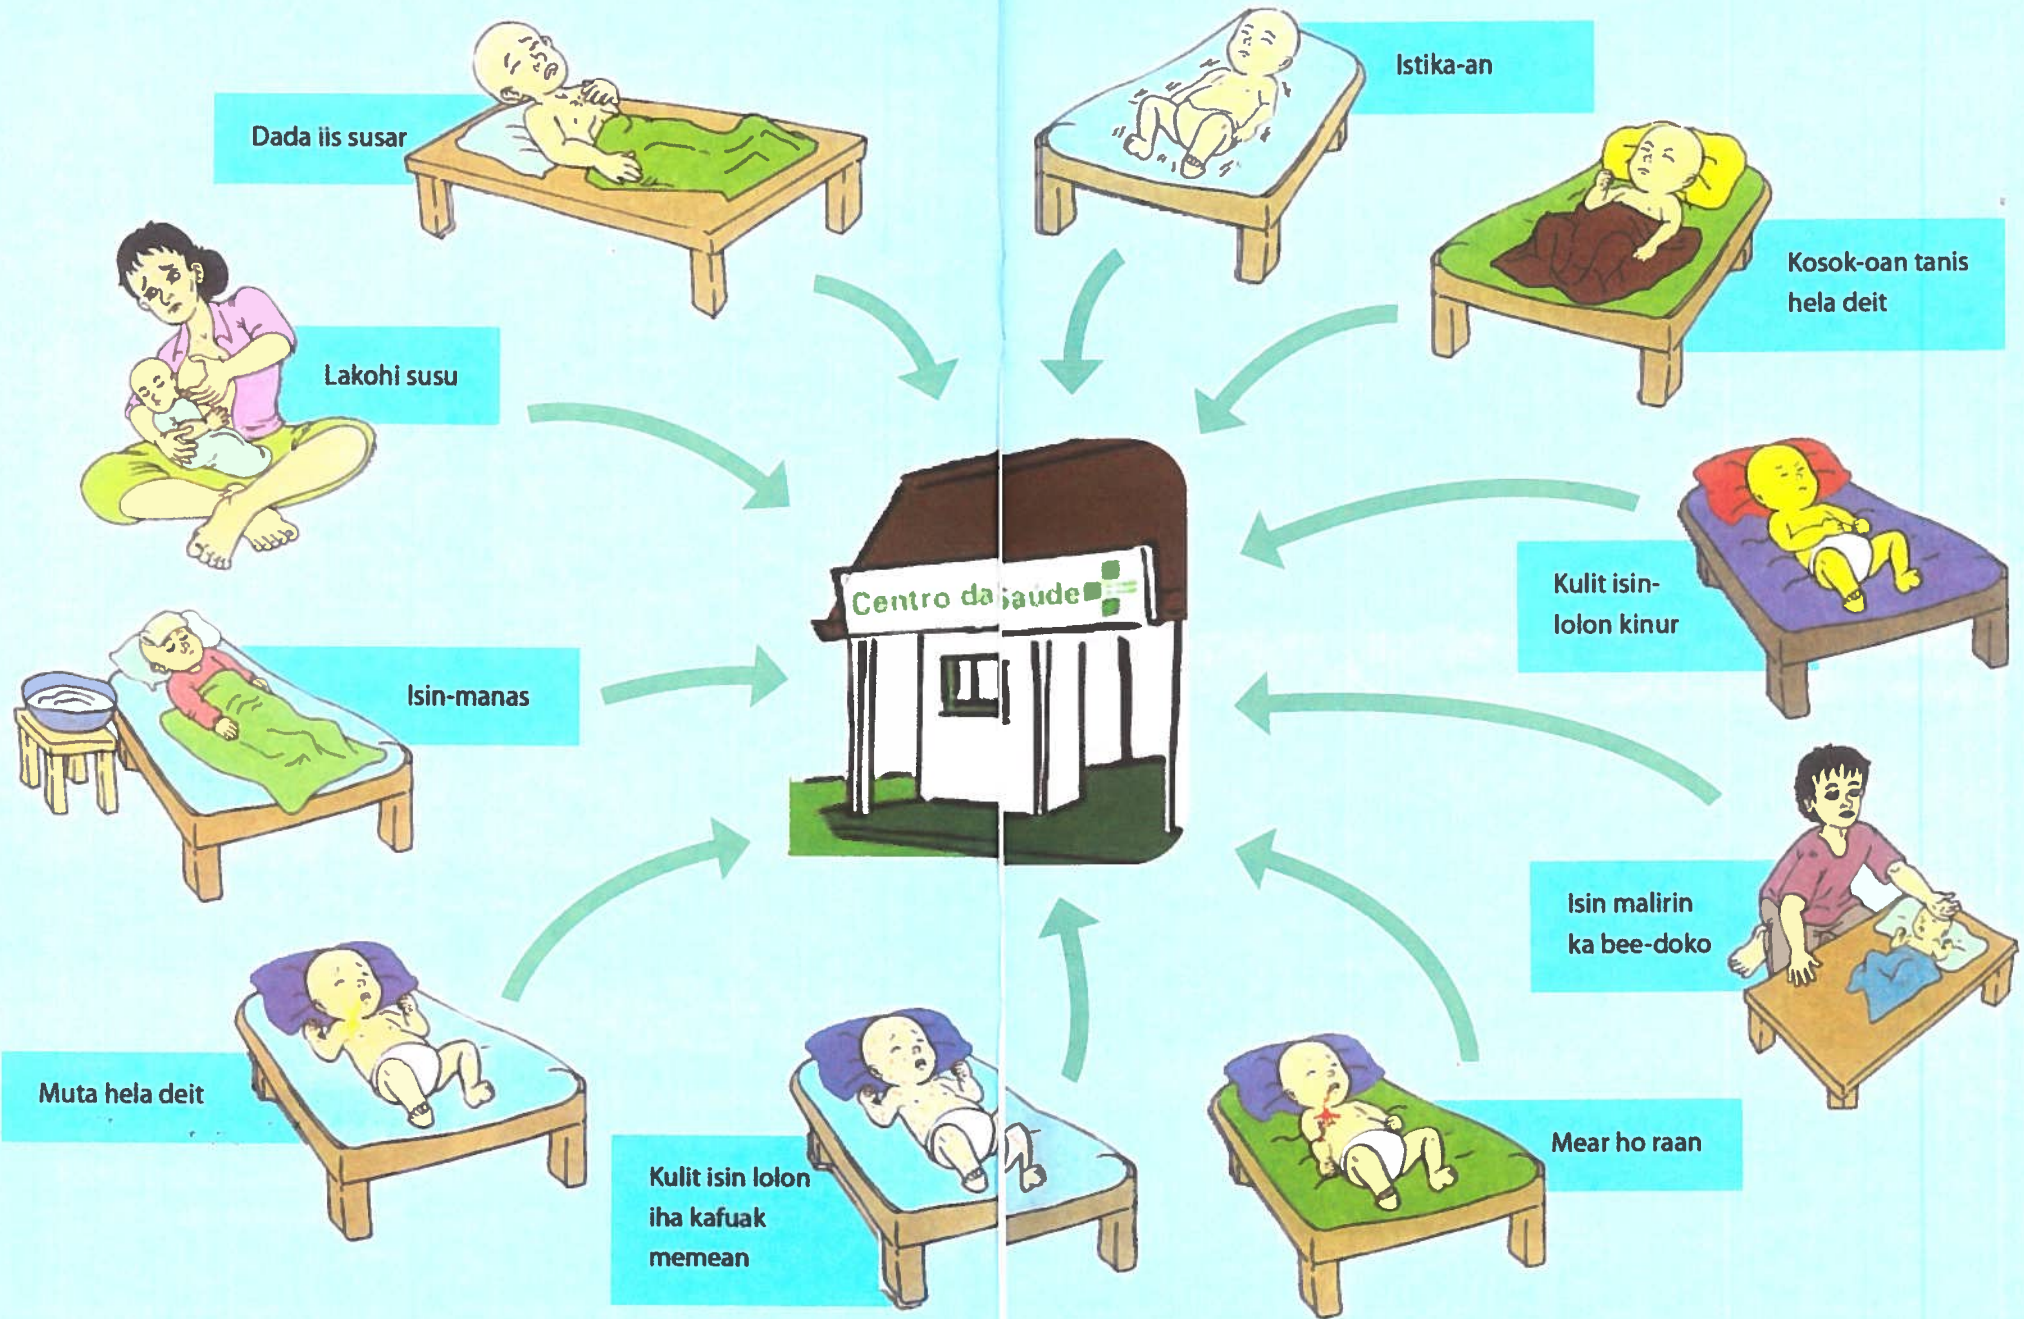 Dada iis susar
Istika-an
Kosok-oan tanis
hela deit
Lakohi susu
Centro da Saúde
Kulit isin-
lolon kinur
Isin-manas
Isin malirin
ka bee-doko
Muta hela deit
Kulit isin lolon
iha kafuak
memean
Mear ho raan